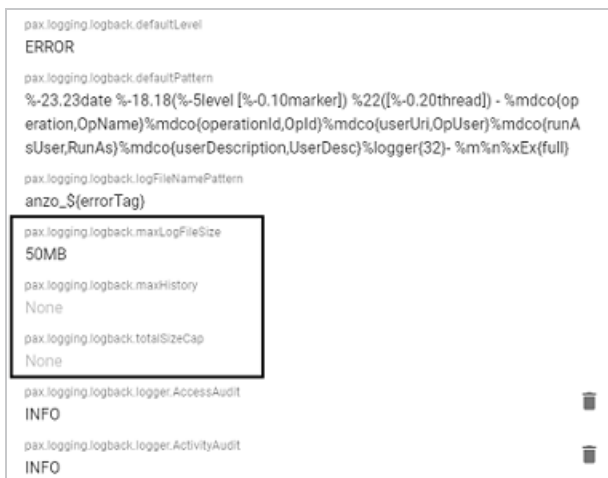 pax.logging.logback.defaultLevel
ERROR
pax.logging.logback.defaultPattern
%-23.23date %-18.18(%-5level [%-0.10marker]) %22([%-0.20thread]) - %mdco{op
eration,OpName}%mdco{operationId,OpId}%mdco{userUri,OpUser}%mdco{runA
sUser,RunAs}%mdco{userDescription,UserDesc}%logger{32}- %m%n%xEx{full}
pax.logging.logback.logFileNamePattern
anzo_${errorTag}
pax.logging.logback.maxLogFileSize
50MB
pax.logging.logback.maxHistory
None
pax.logging.logback.totalSizeCap
None
pax.logging.logback.logger.AccessAudit
INFO
pax.logging.logback.logger.ActivityAudit
INFO